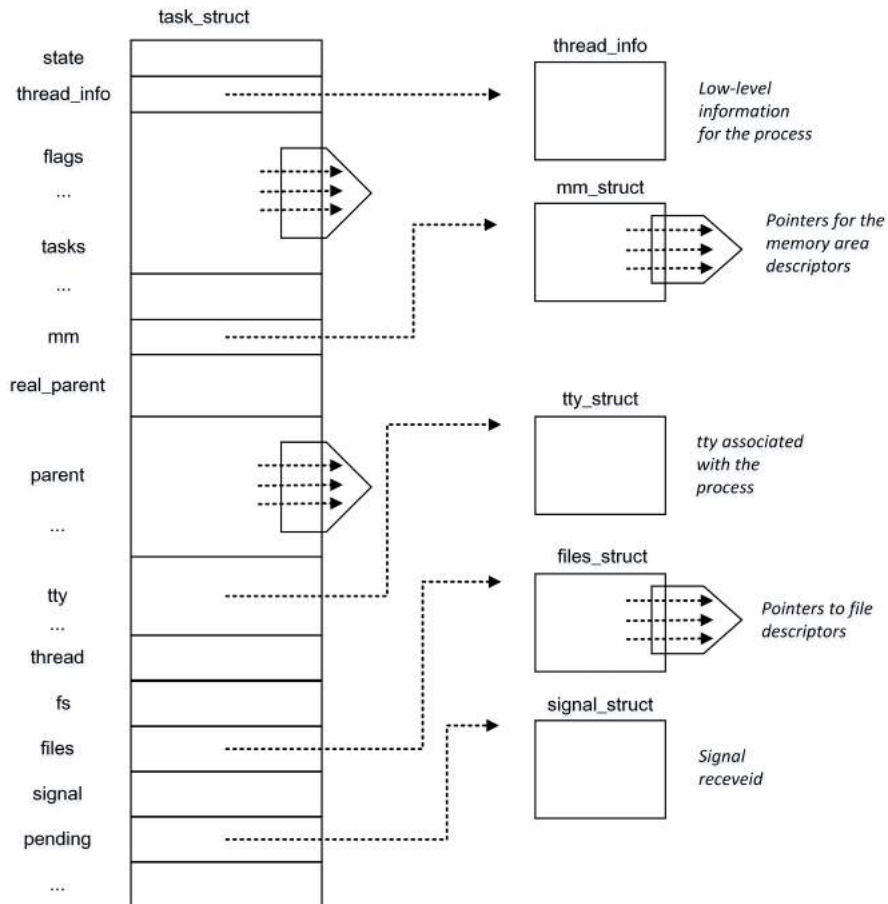 task_struct
state
thread_info
flags
...
tasks
...
mm
real_parent
parent
...
tty
...
thread
fs
files
signal
pending
...
thread_info
Low-level
information
for the process
mm_struct
Pointers for the
memory area
descriptors
tty_struct
tty associated
with the
process
files_struct
Pointers to file
descriptors
signal_struct
Signal
receveid